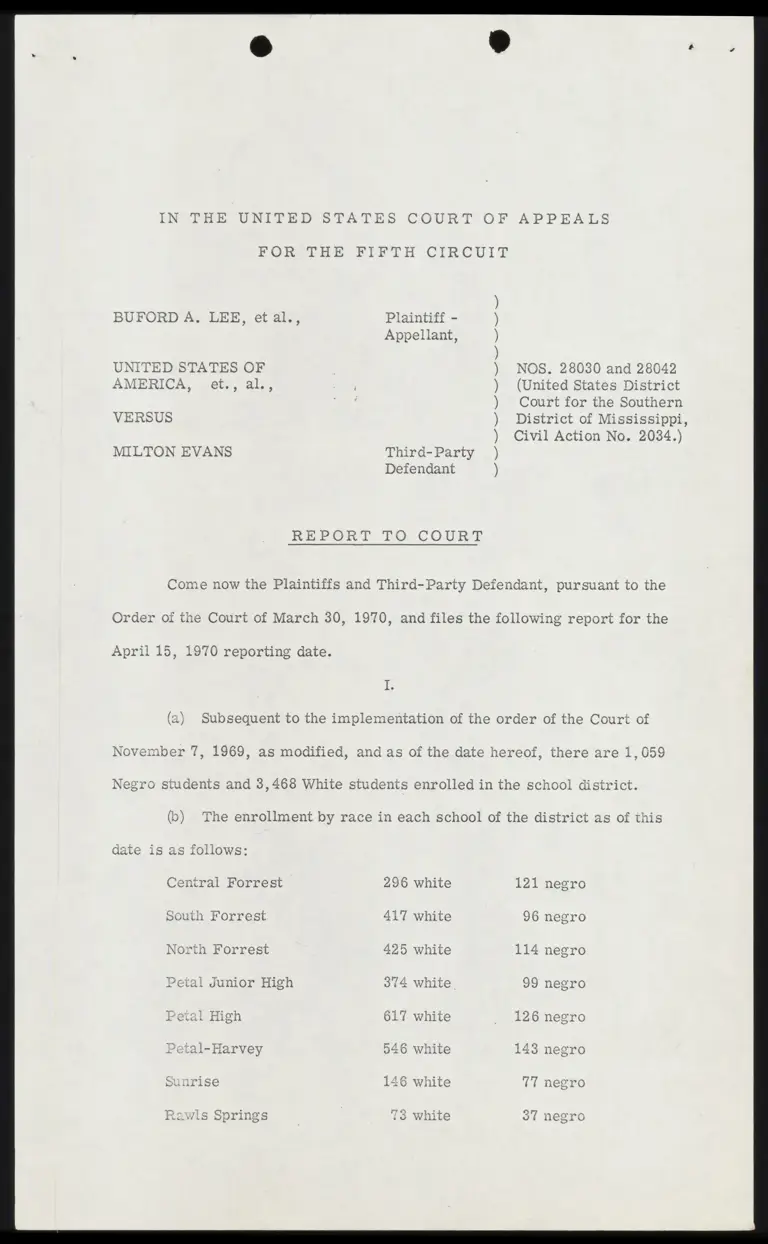 IN THE UNITED STATES COURT OF APPEALS
FOR THE FIFTH CIRCUIT
)
BUFORD A. LEE, et al., Plaintiff - )
Appellant, )
)
UNITED STATES OF ) NOS. 28030 and 28042
AMERICA, et., al., ) (United States District
) Court for the Southern
VERSUS ) District of Mississippi,
) Civil Action No. 2034.)
MILTON EVANS Third-Party )
Defendant )
REPORT TO COURT
Come now the Plaintiffs and Third-Party Defendant, pursuant to the
Order of the Court of March 30, 1970, and files the following report for the
April 15, 1970 reporting date.
I.
(a) Subsequent to the implementation of the order of the Court of
November 7, 1969, as modified, and as of the date hereof, there are 1,059
Negro students and 3,468 White students enrolled in the school district.
(b) The enrollment by race in each school of the district as of this
date is as follows:
Central Forrest 296 white 121 negro
South Forrest 417 white 96 negro
North Forrest 425 white 114 negro
Petal Junior High 374 white 99 negro
Petal High 617 white 126 negro
Petal-Harvey 546 white 143 negro
Sunrise 146 white 77 negro
Rawls Springs 73 white 37 negro